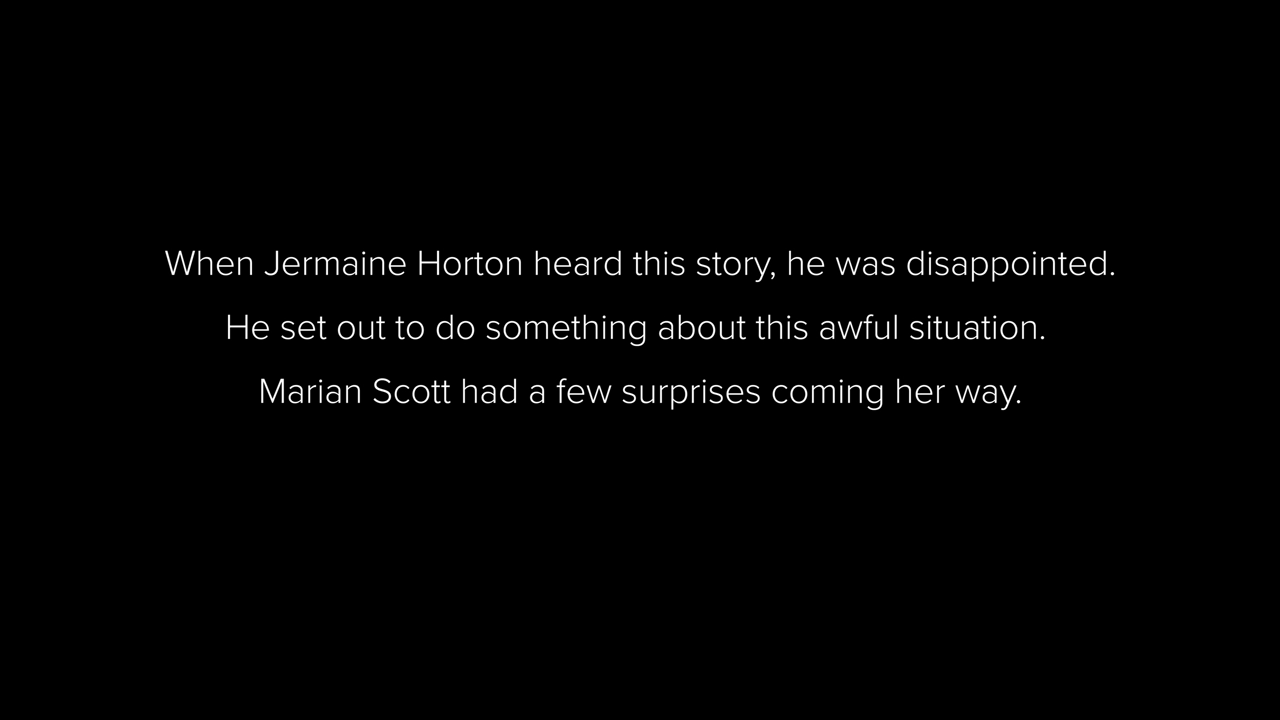 When Jermaine Horton heard this story, he was disappointed.
He set out to do something about this awful situation.
Marian Scott had a few surprises coming her way.